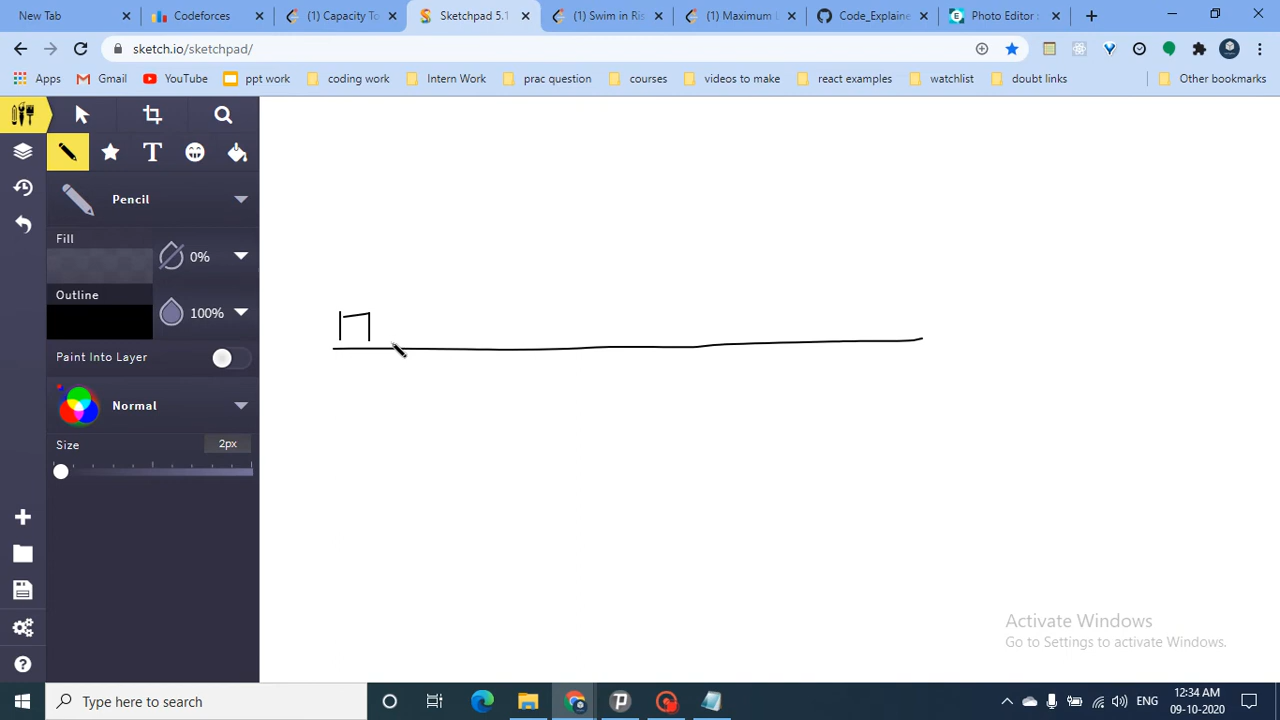 New Tab
Codeforces
(1) Capacity To
Sketchpad 5.1
(1) Swim in Ris
(1) Maximum
Code_Explaine
Photo Editor
sketch.io/sketchpad/
Apps
Gmail
YouTube
ppt work
coding work
Intern Work
prac question
courses
videos to make
react examples
watchlist
doubt links
Other bookmarks
T
Pencil
Fill
0%
Outline
100%
Paint Into Layer
Normal
Size
2px
Activate Windows
Go to Settings to activate Windows.
Type here to search
ENG
12:34 AM
09-10-2020